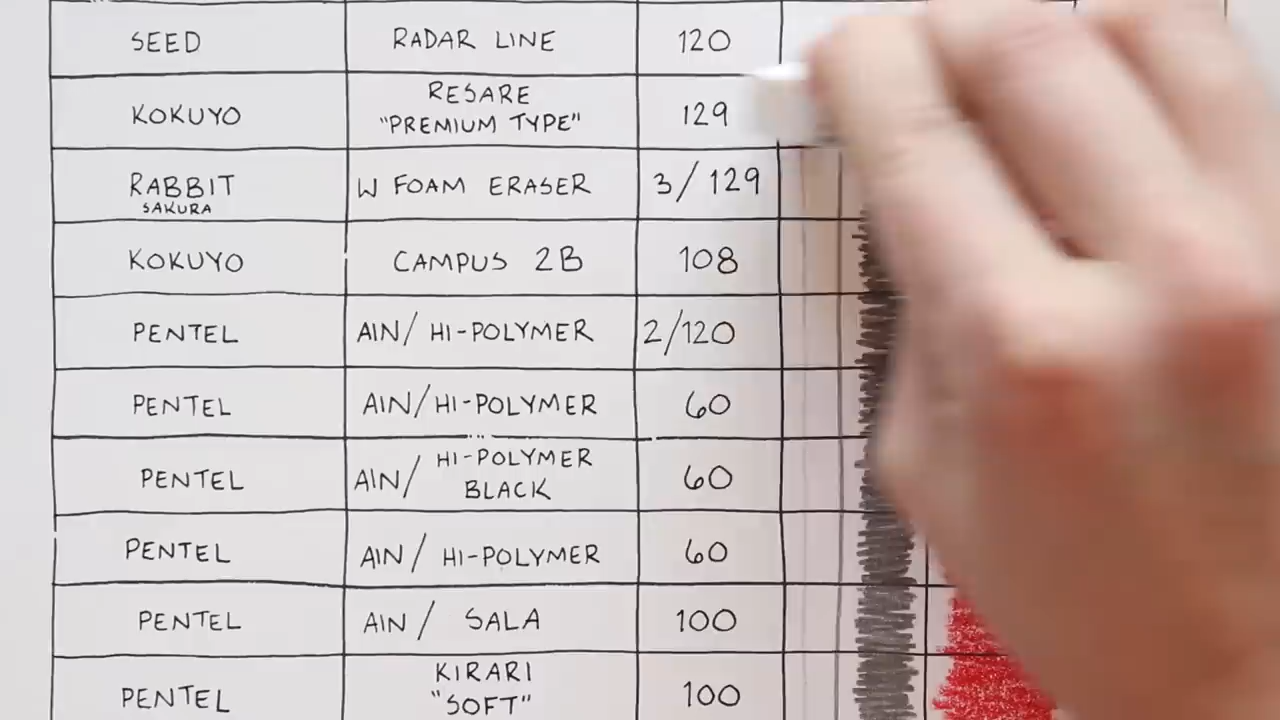 SEED RADAR LINE 120
KOKUYO RESARE "PREMIUM TYPE" 129
RABBIT SAKURA W FOAM ERASER 3/129
KOKUYO CAMPUS 2B 108
PENTEL AIN/ HI-POLYMER 2/120
PENTEL AIN/HI-POLYMER 60
PENTEL AIN/ HI-POLYMER BLACK 60
PENTEL AIN/ HI-POLYMER 60
PENTEL AIN/ SALA 100
PENTEL KIRARI "SOFT" 100